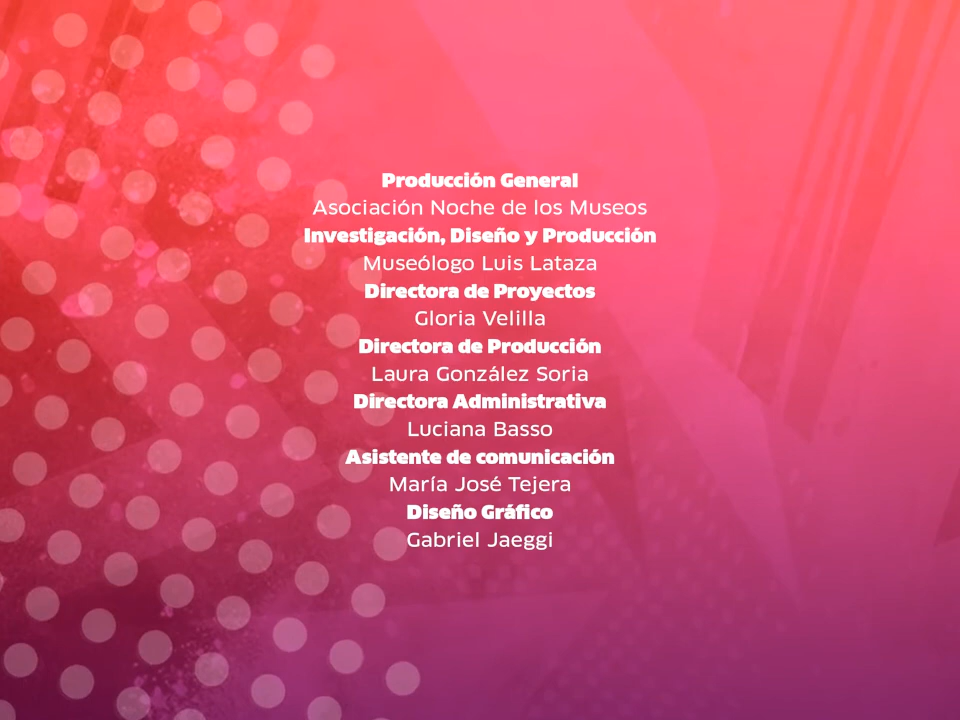 Producción General
Asociación Noche de los Museos
Investigación, Diseño y Producción
Museólogo Luis Lataza
Directora de Proyectos
Gloria Velilla
Directora de Producción
Laura González Soria
Directora Administrativa
Luciana Basso
Asistente de comunicación
María José Tejera
Diseño Gráfico
Gabriel Jaeggi